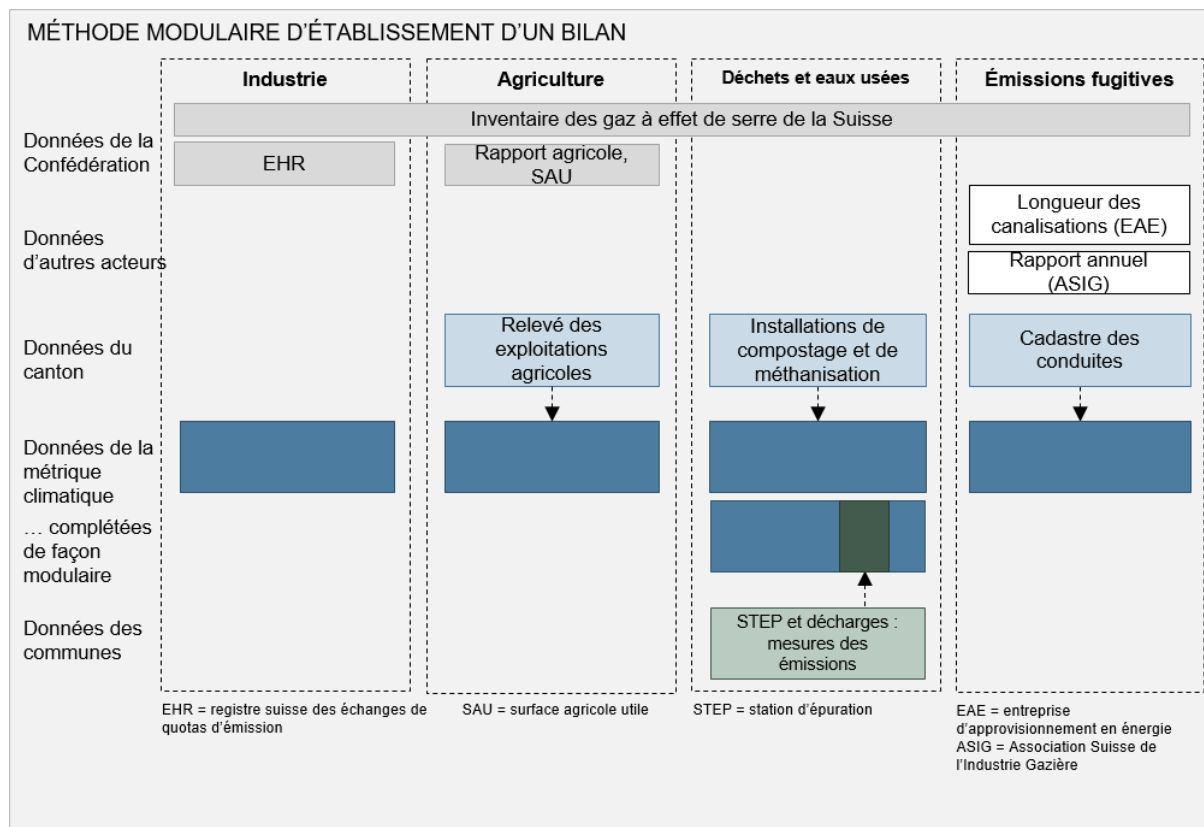 MÉTHODE MODULAIRE D'ÉTABLISSEMENT D'UN BILAN
Industrie
Agriculture
Déchets et eaux usées
Émissions fugitives
Données de la
Confédération
Inventaire des gaz à effet de serre de la Suisse
EHR
Rapport agricole,
SAU
Données
d'autres acteurs
Longueur des
canalisations (EAE)
Rapport annuel
(ASIG)
Données du
canton
Relevé des
exploitations
agricoles
Installations de
compostage et de
méthanisation
Cadastre des
conduites
Données de la
métrique
climatique
… complétées
de façon
modulaire
Données des
communes
STEP et décharges :
mesures des
émissions
EHR = registre suisse des échanges de
quotas d'émission
SAU = surface agricole utile
STEP = station d'épuration
EAE = entreprise
d'approvisionnement en énergie
ASIG = Association Suisse de
l'Industrie Gazière